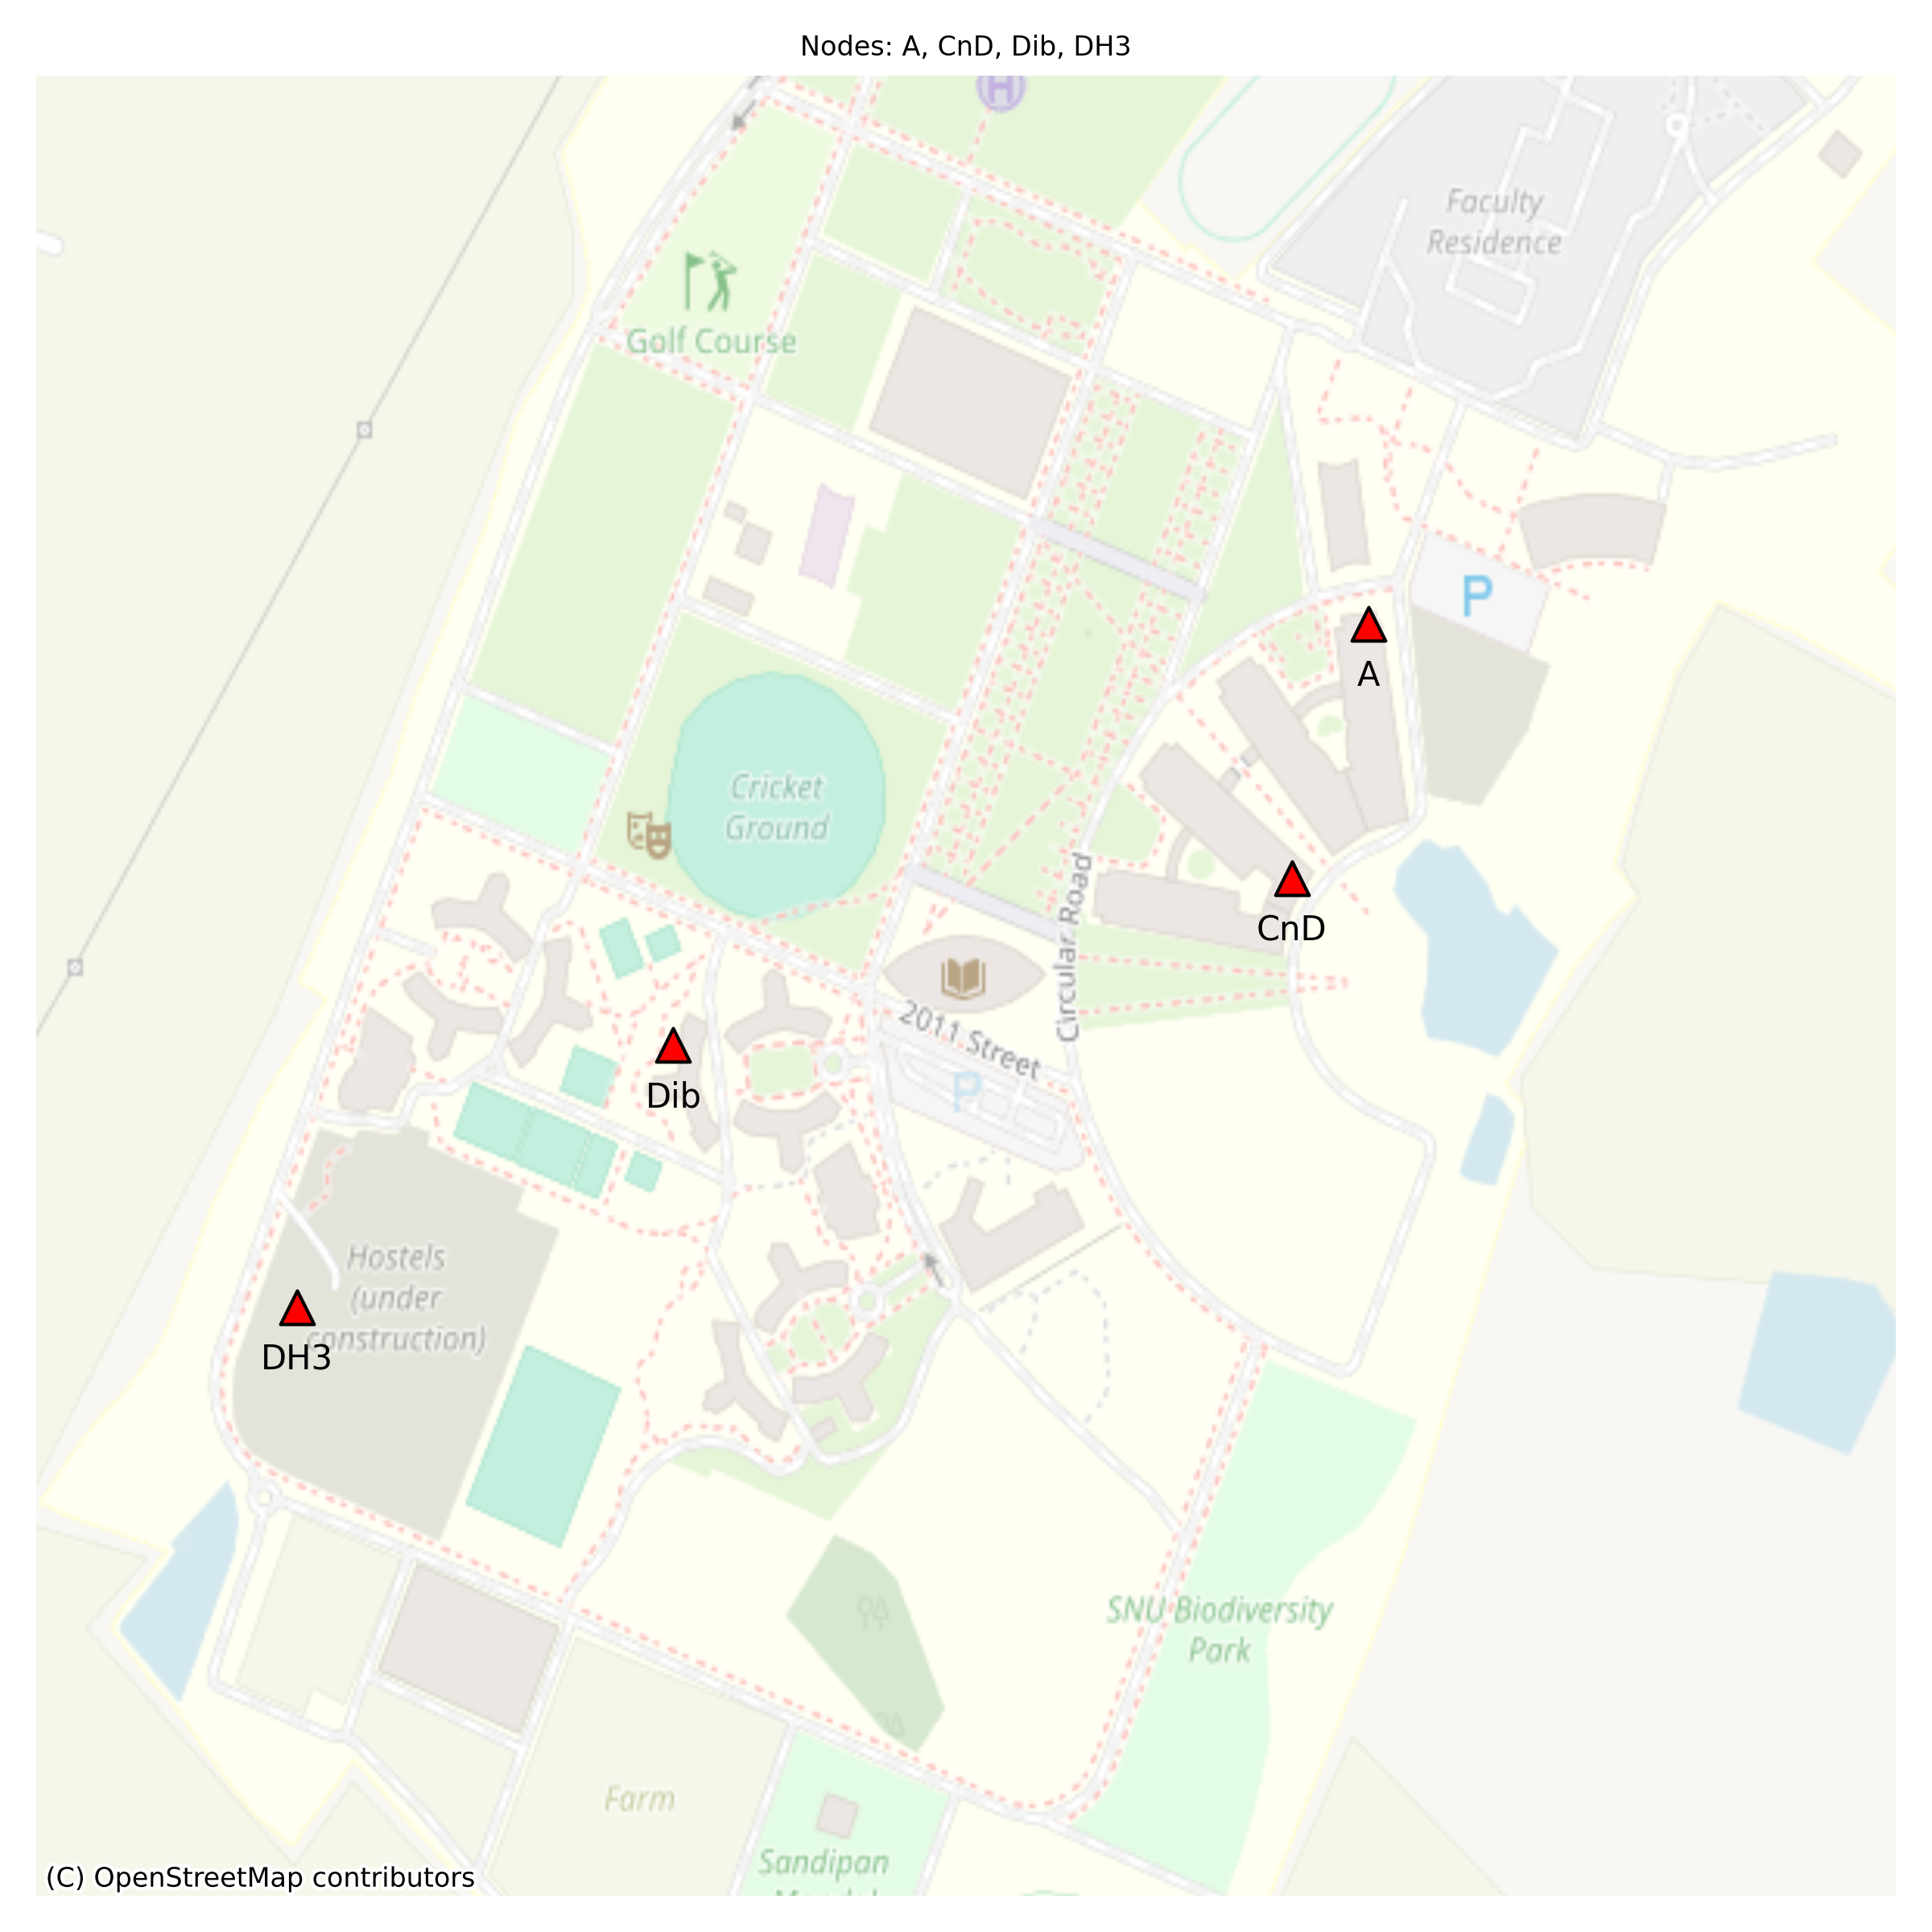 Nodes: A, CnD, Dib, DH3
H
Faculty
Residence
Golf Course
P
A
Cricket
Ground
CnD
Circular Road
2011 Street
P
Dib
Hostels
(under
construction)
DH3
SNU Biodiversity
Park
Farm
Sandipan
(C) OpenStreetMap contributors